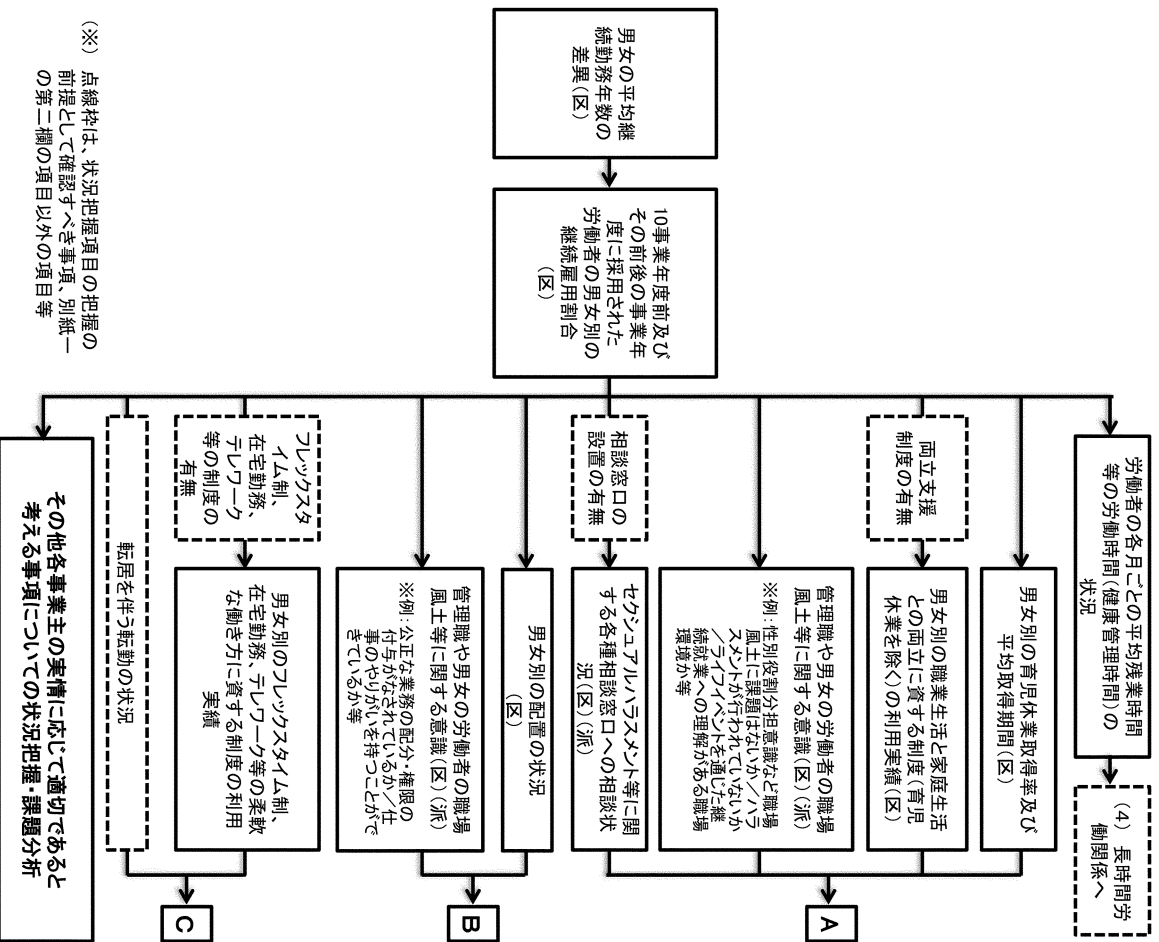 男女の平均継
続勤務年数の
差異（区）
10事業年度前及び
その前後の事業年
度に採用された
労働者の男女別の
継続雇用割合
（区）
労働者の各月ごとの平均残業時間
等の労働時間（健康管理時間）の
状況
（4） 長時間労
働関係へ
男女別の育児休業取得率及び
平均取得期間（区）
両立支援
制度の有無
男女別の職業生活と家庭生活
との両立に資する制度（育児
休業を除く）の利用実績（区）
管理職や男女の労働者の職場
風土等に関する意識（区）（派）
※例：性別役割分担意識など職場
風土に課題はないか／ハラ
スメントが行われていないか
／ライフイベントを通じた継
続就業への理解がある職場
環境か等
相談窓口の
設置の有無
セクシュアルハラスメント等に関
する各種相談窓口への相談状
況（区）（派）
A
男女別の配置の状況
（区）
管理職や男女の労働者の職場
風土等に関する意識（区）（派）
※例：公正な業務の配分・権限の
付与がなされているか／仕
事のやりがいを持つことがで
きているか等
B
フレックスタ
イム制、
在宅勤務、
テレワーク
等の制度の
有無
男女別のフレックスタイム制、
在宅勤務、テレワーク等の柔軟
な働き方に資する制度の利用
実績
転居を伴う転勤の状況
C
その他各事業主の実情に応じて適切であると
考える事項についての状況把握・課題分析
（※） 点線枠は、状況把握項目の把握の
前提として確認すべき事項、別紙一
の第二欄の項目以外の項目等